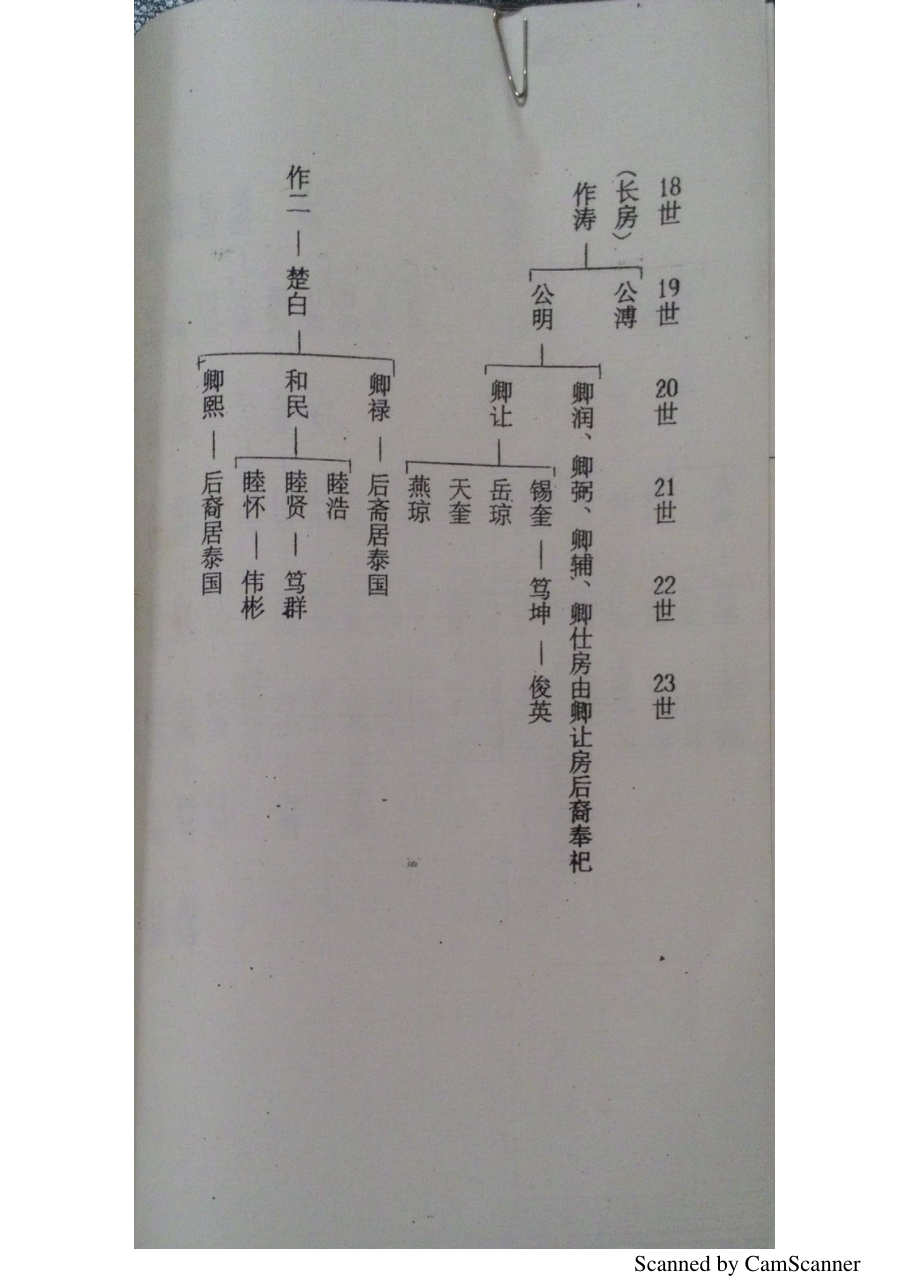 18世
19世
20世
21世
22世
23世
(长房)
作涛
公溥
公明
卿润、卿弼、卿辅、卿仕房由卿让房后裔奉祀
卿让
锡奎—笃坤—俊英
岳琼
天奎
燕琼
作二—楚白
卿禄—后斋居泰国
和民
睦浩
睦贤—笃群
睦怀—伟彬
卿熙—后裔居泰国
Scanned by CamScanner